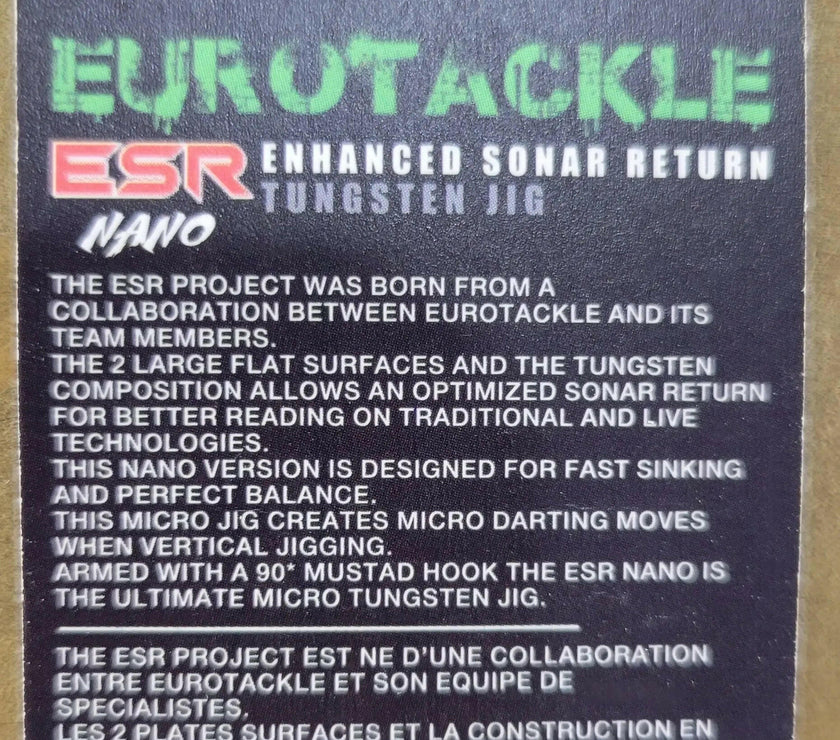 EUROTACKLE
ESR ENHANCED SONAR RETURN
TUNGSTEN JIG
NANO
THE ESR PROJECT WAS BORN FROM A
COLLABORATION BETWEEN EUROTACKLE AND ITS
TEAM MEMBERS.
THE 2 LARGE FLAT SURFACES AND THE TUNGSTEN
COMPOSITION ALLOWS AN OPTIMIZED SONAR RETURN
FOR BETTER READING ON TRADITIONAL AND LIVE
TECHNOLOGIES.
THIS NANO VERSION IS DESIGNED FOR FAST SINKING
AND PERFECT BALANCE.
THIS MICRO JIG CREATES MICRO DARTING MOVES
WHEN VERTICAL JIGGING.
ARMED WITH A 90* MUSTAD HOOK THE ESR NANO IS
THE ULTIMATE MICRO TUNGSTEN JIG.
THE ESR PROJECT EST NE D'UNE COLLABORATION
ENTRE EUROTACKLE ET SON EQUIPE DE
SPECIALISTES.
LES 2 PLATES SURFACES ET LA CONSTRUCTION EN